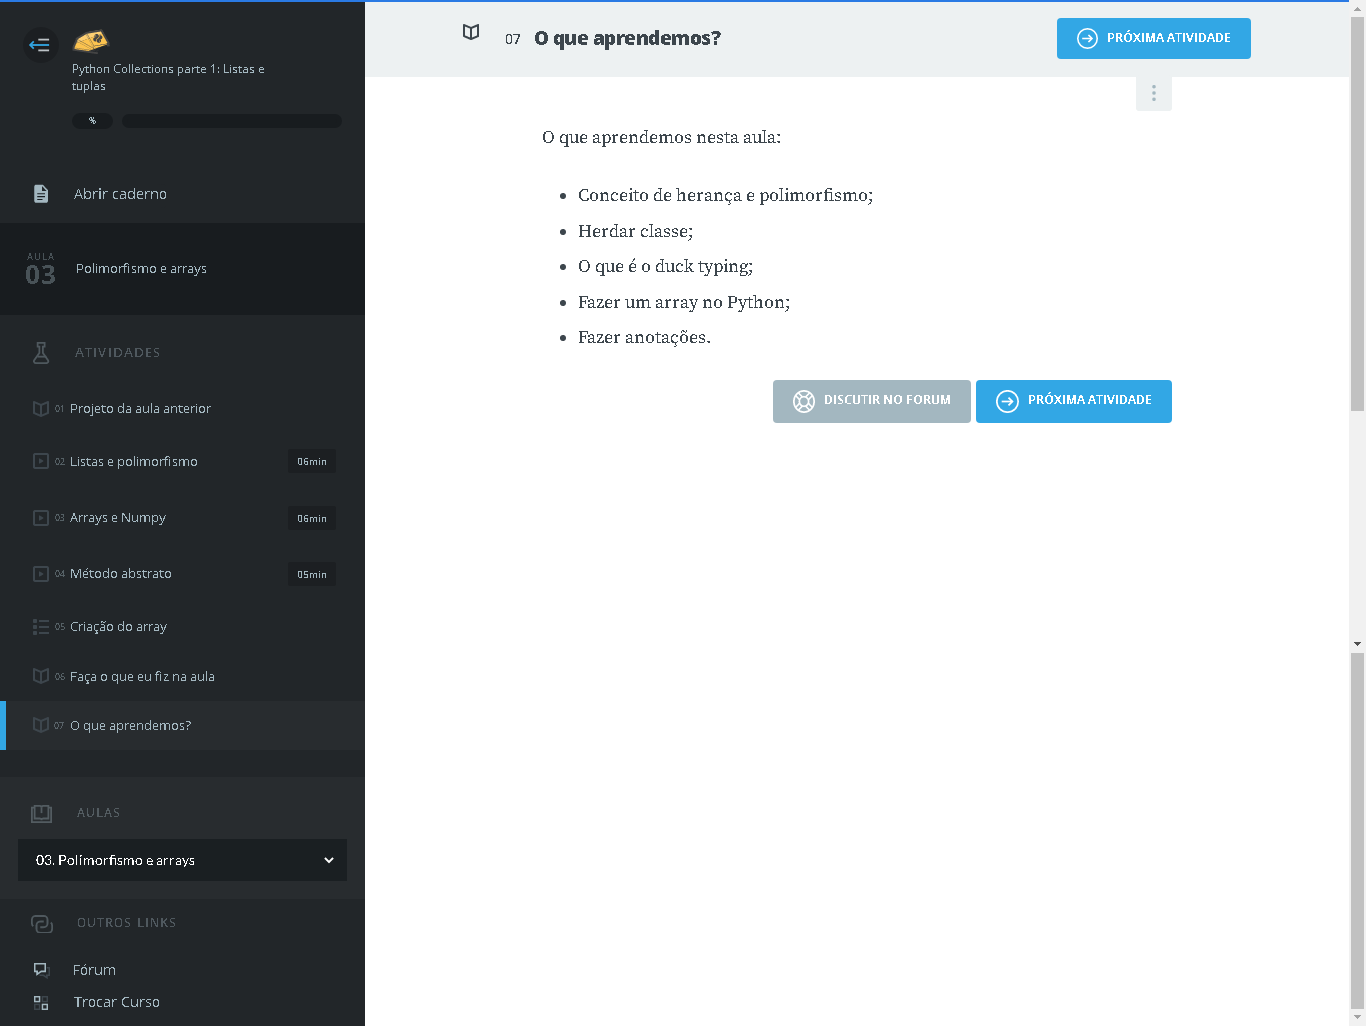 Python Collections parte 1: Listas e
tuplas
%
Abrir caderno
AULA
03
Polimorfismo e arrays
ATIVIDADES
01 Projeto da aula anterior
02 Listas e polimorfismo 06min
03 Arrays e Numpy 06min
04 Método abstrato 05min
05 Criação do array
06 Faça o que eu fiz na aula
07 O que aprendemos?
AULAS
03. Polimorfismo e arrays
OUTROS LINKS
Fórum
Trocar Curso
07 O que aprendemos?
PRÓXIMA ATIVIDADE
O que aprendemos nesta aula:
• Conceito de herança e polimorfismo;
• Herdar classe;
• O que é o duck typing;
• Fazer um array no Python;
• Fazer anotações.
DISCUTIR NO FORUM
PRÓXIMA ATIVIDADE